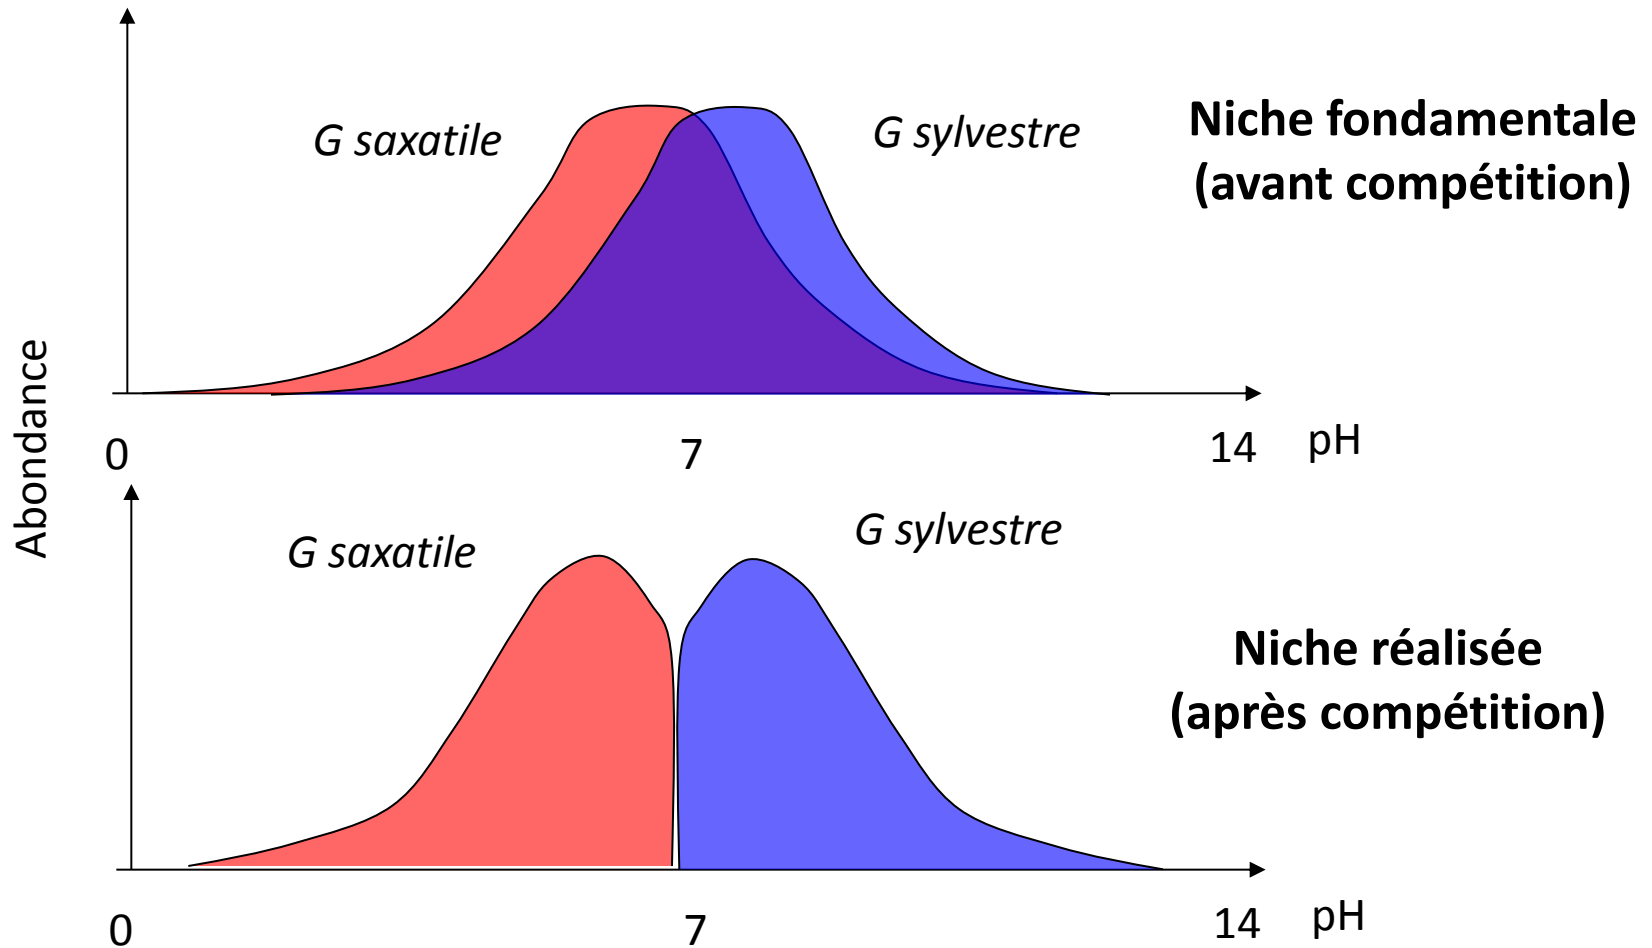 G saxatile
G sylvestre
Niche fondamentale
(avant compétition)
Abondance
0
7
14
pH
G saxatile
G sylvestre
Niche réalisée
(après compétition)
0
7
14
pH